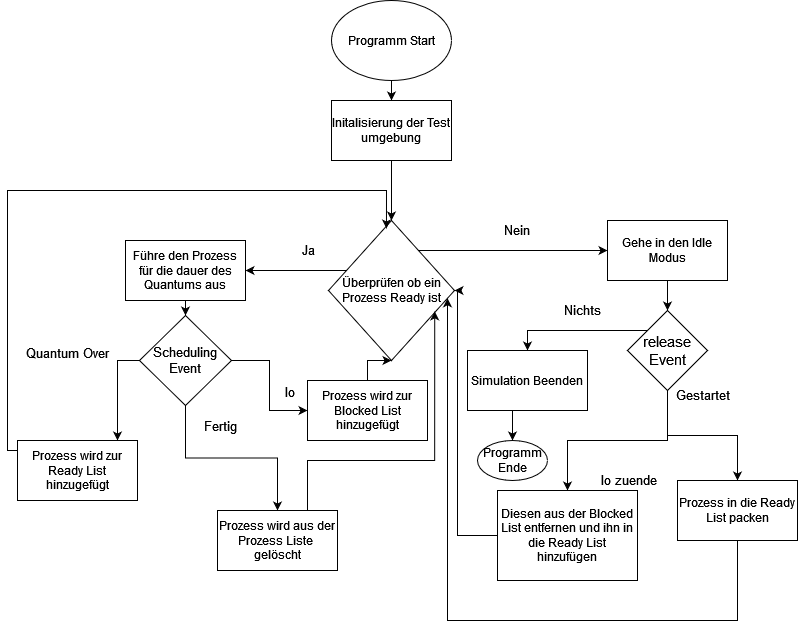 Programm Start
Initalisierung der Test
umgebung
Nein
Gehe in den Idle
Modus
Ja
Führe den Prozess
für die dauer des
Quantums aus
Überprüfen ob ein
Prozess Ready ist
Nichts
release
Event
Quantum Over
Scheduling
Event
Simulation Beenden
Gestartet
Io
Prozess wird zur
Blocked List
hinzugefügt
Fertig
Programm
Ende
Prozess wird zur
Ready List
hinzugefügt
Io zuende
Prozess in die Ready
List packen
Diesen aus der Blocked
List entfernen und ihn in
die Ready List
hinzufügen
Prozess wird aus der
Prozess Liste
gelöscht